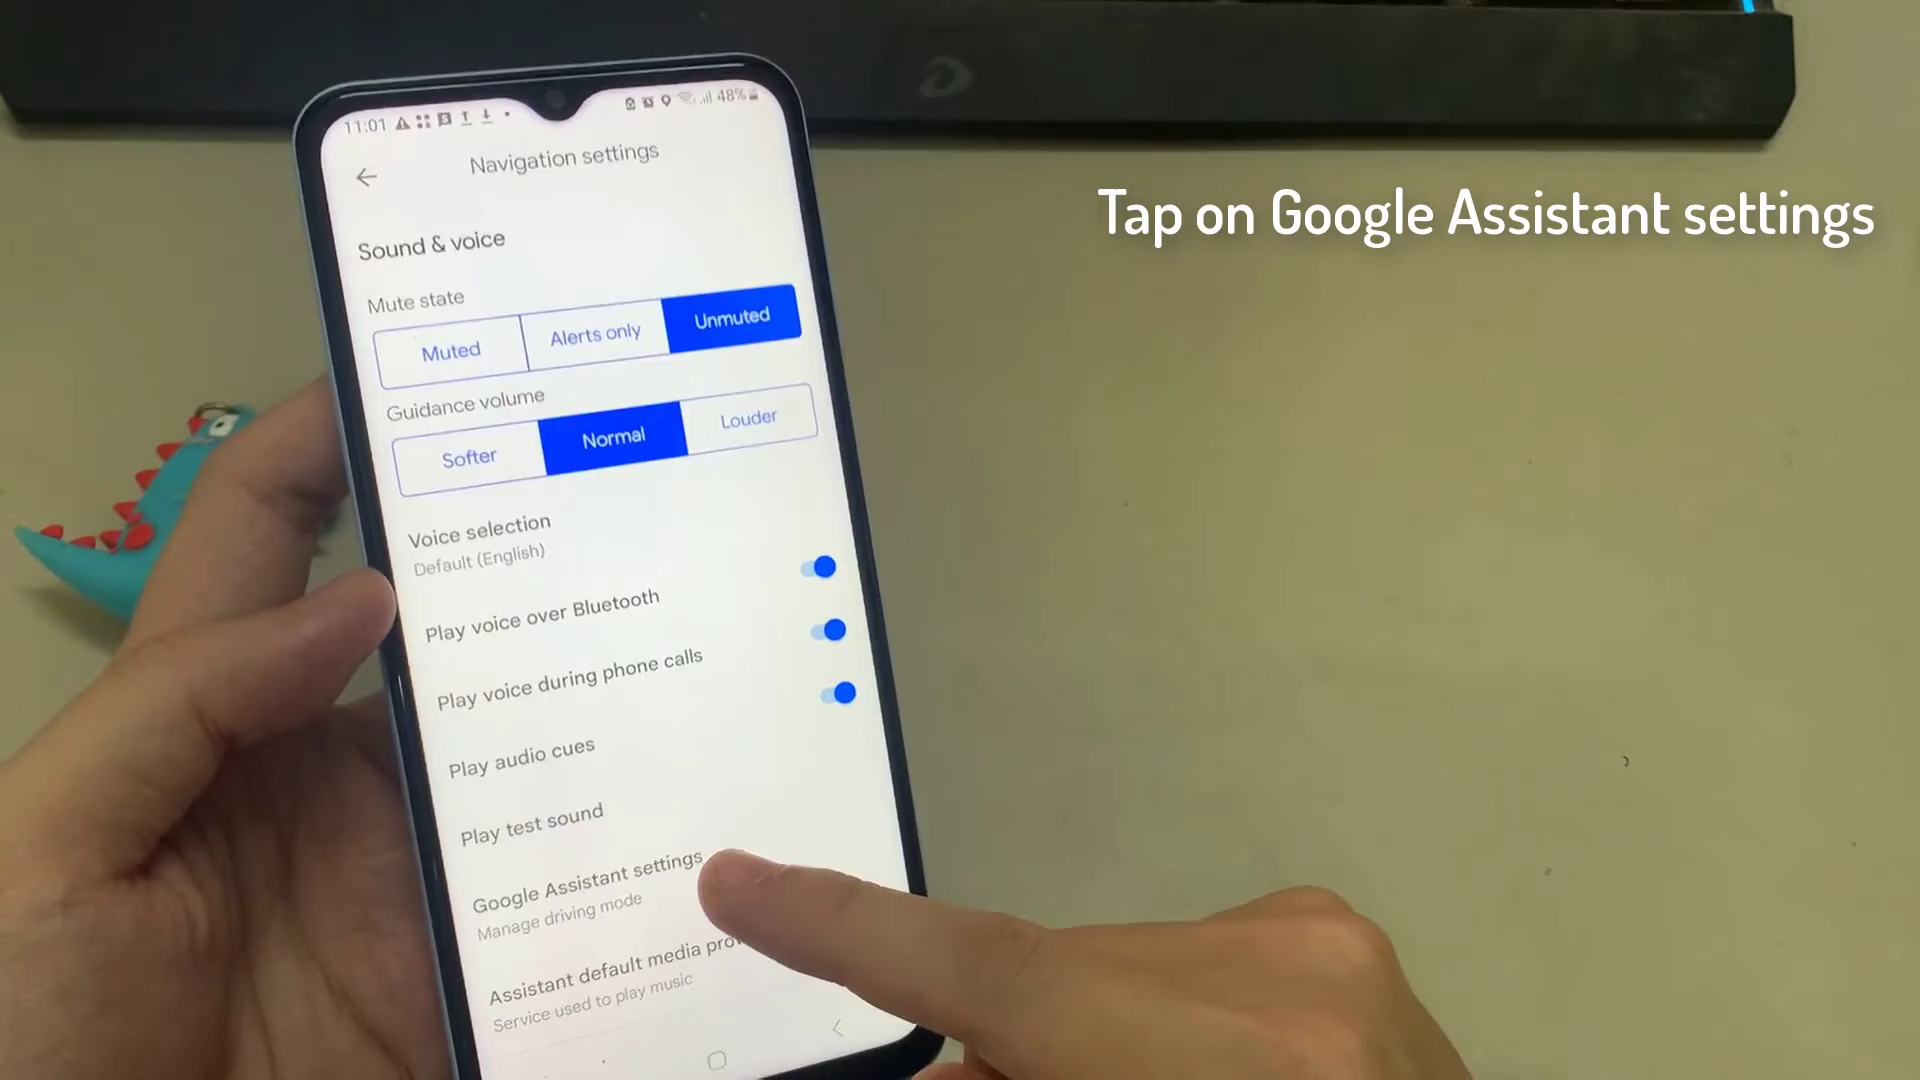 11:01
48%
Navigation settings
Tap on Google Assistant settings
Sound & voice
Mute state
Muted
Alerts only
Unmuted
Guidance volume
Softer
Normal
Louder
Voice selection
Default (English)
Play voice over Bluetooth
Play voice during phone calls
Play audio cues
Play test sound
Google Assistant settings
Manage driving mode
Assistant default media
Service used to play music